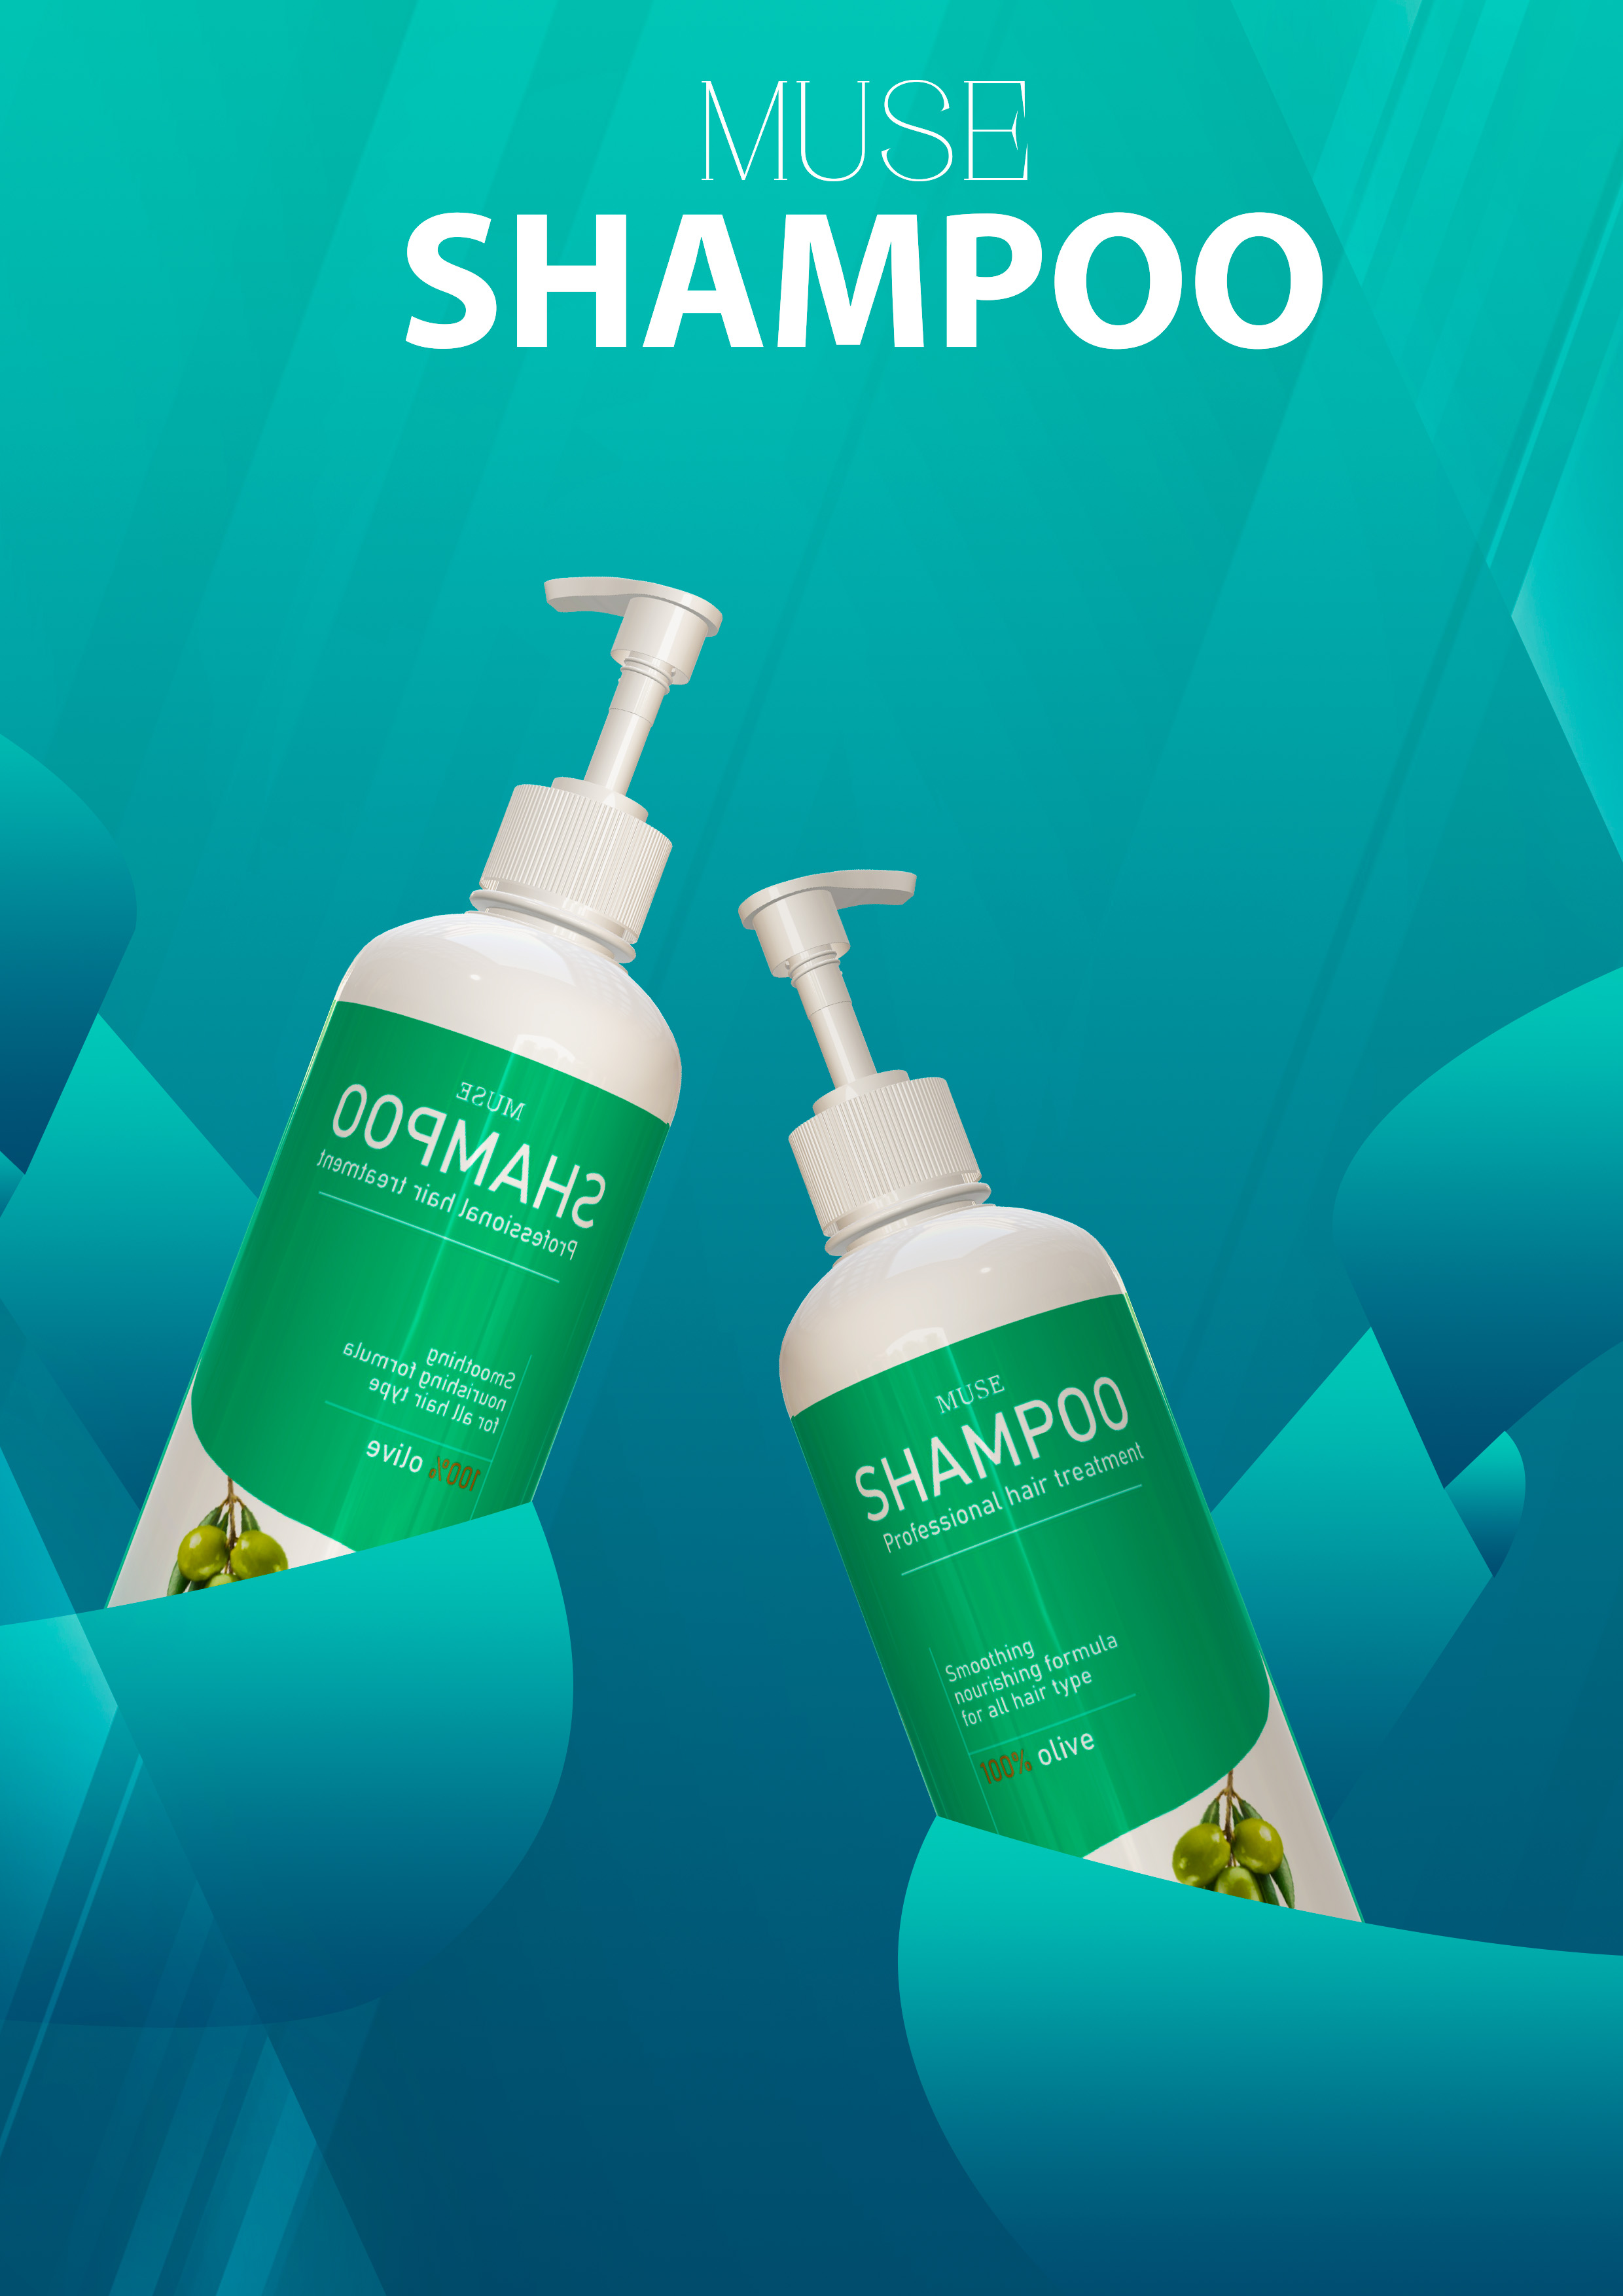 MUSE
SHAMPOO
MUSE
SHAMPOO
Professional hair treatment
Smoothing
nourishing formula
for all hair type
100% olive
MUSE
SHAMPOO
Professional hair treatment
Smoothing
nourishing formula
for all hair type
100% olive